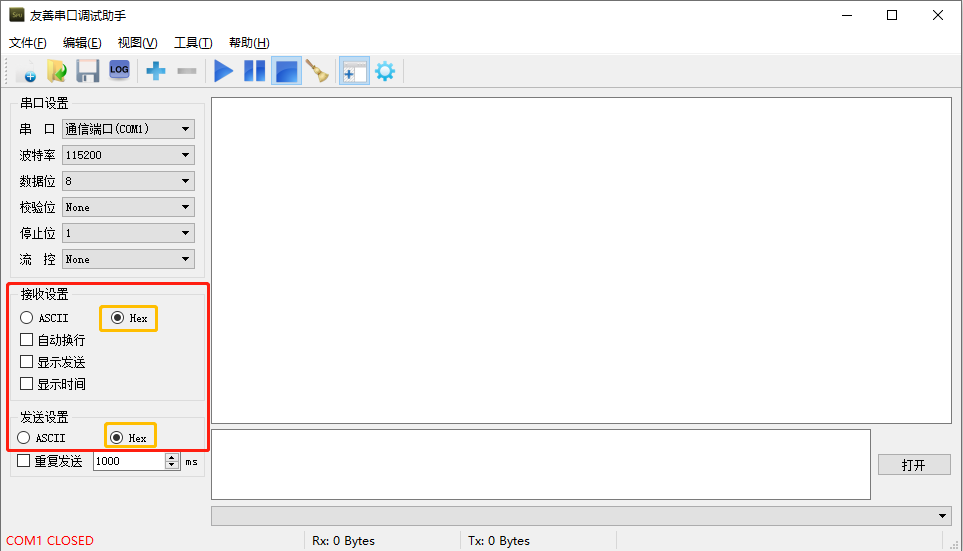 友善串口调试助手
文件(F) 编辑(E) 视图(V) 工具(T) 帮助(H)
LOG
串口设置
串 口 通信端口(COM1)
波特率 115200
数据位 8
校验位 None
停止位 1
流 控 None
接收设置
ASCII Hex
自动换行
显示发送
显示时间
发送设置
ASCII Hex
重复发送 1000 ms
打开
COM1 CLOSED Rx: 0 Bytes Tx: 0 Bytes